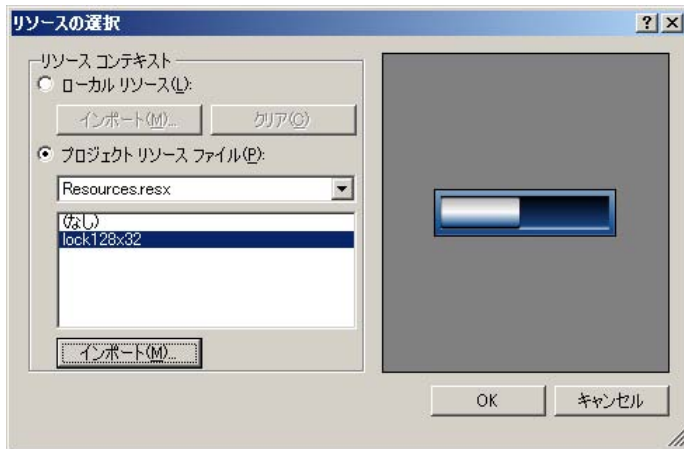 リソースの選択
リソース コンテキスト
ローカル リソース(L):
インポート(M)... クリア(C)
プロジェクト リソース ファイル(P):
Resources.resx
(なし)
lock128x32
インポート(M)...
OK キャンセル